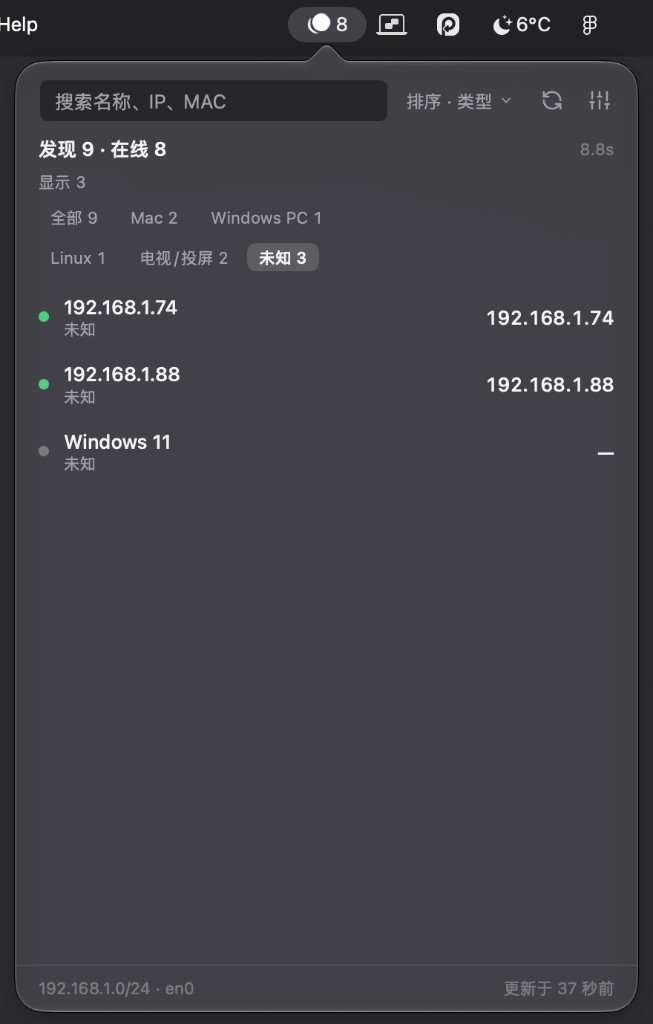 Help 8 6°C
搜索名称、IP、MAC 排序 · 类型
发现 9 · 在线 8 8.8s
显示 3
全部 9 Mac 2 Windows PC 1
Linux 1 电视/投屏 2 未知 3
192.168.1.74 192.168.1.74
未知
192.168.1.88 192.168.1.88
未知
Windows 11 —
未知
192.168.1.0/24 · en0 更新于 37 秒前